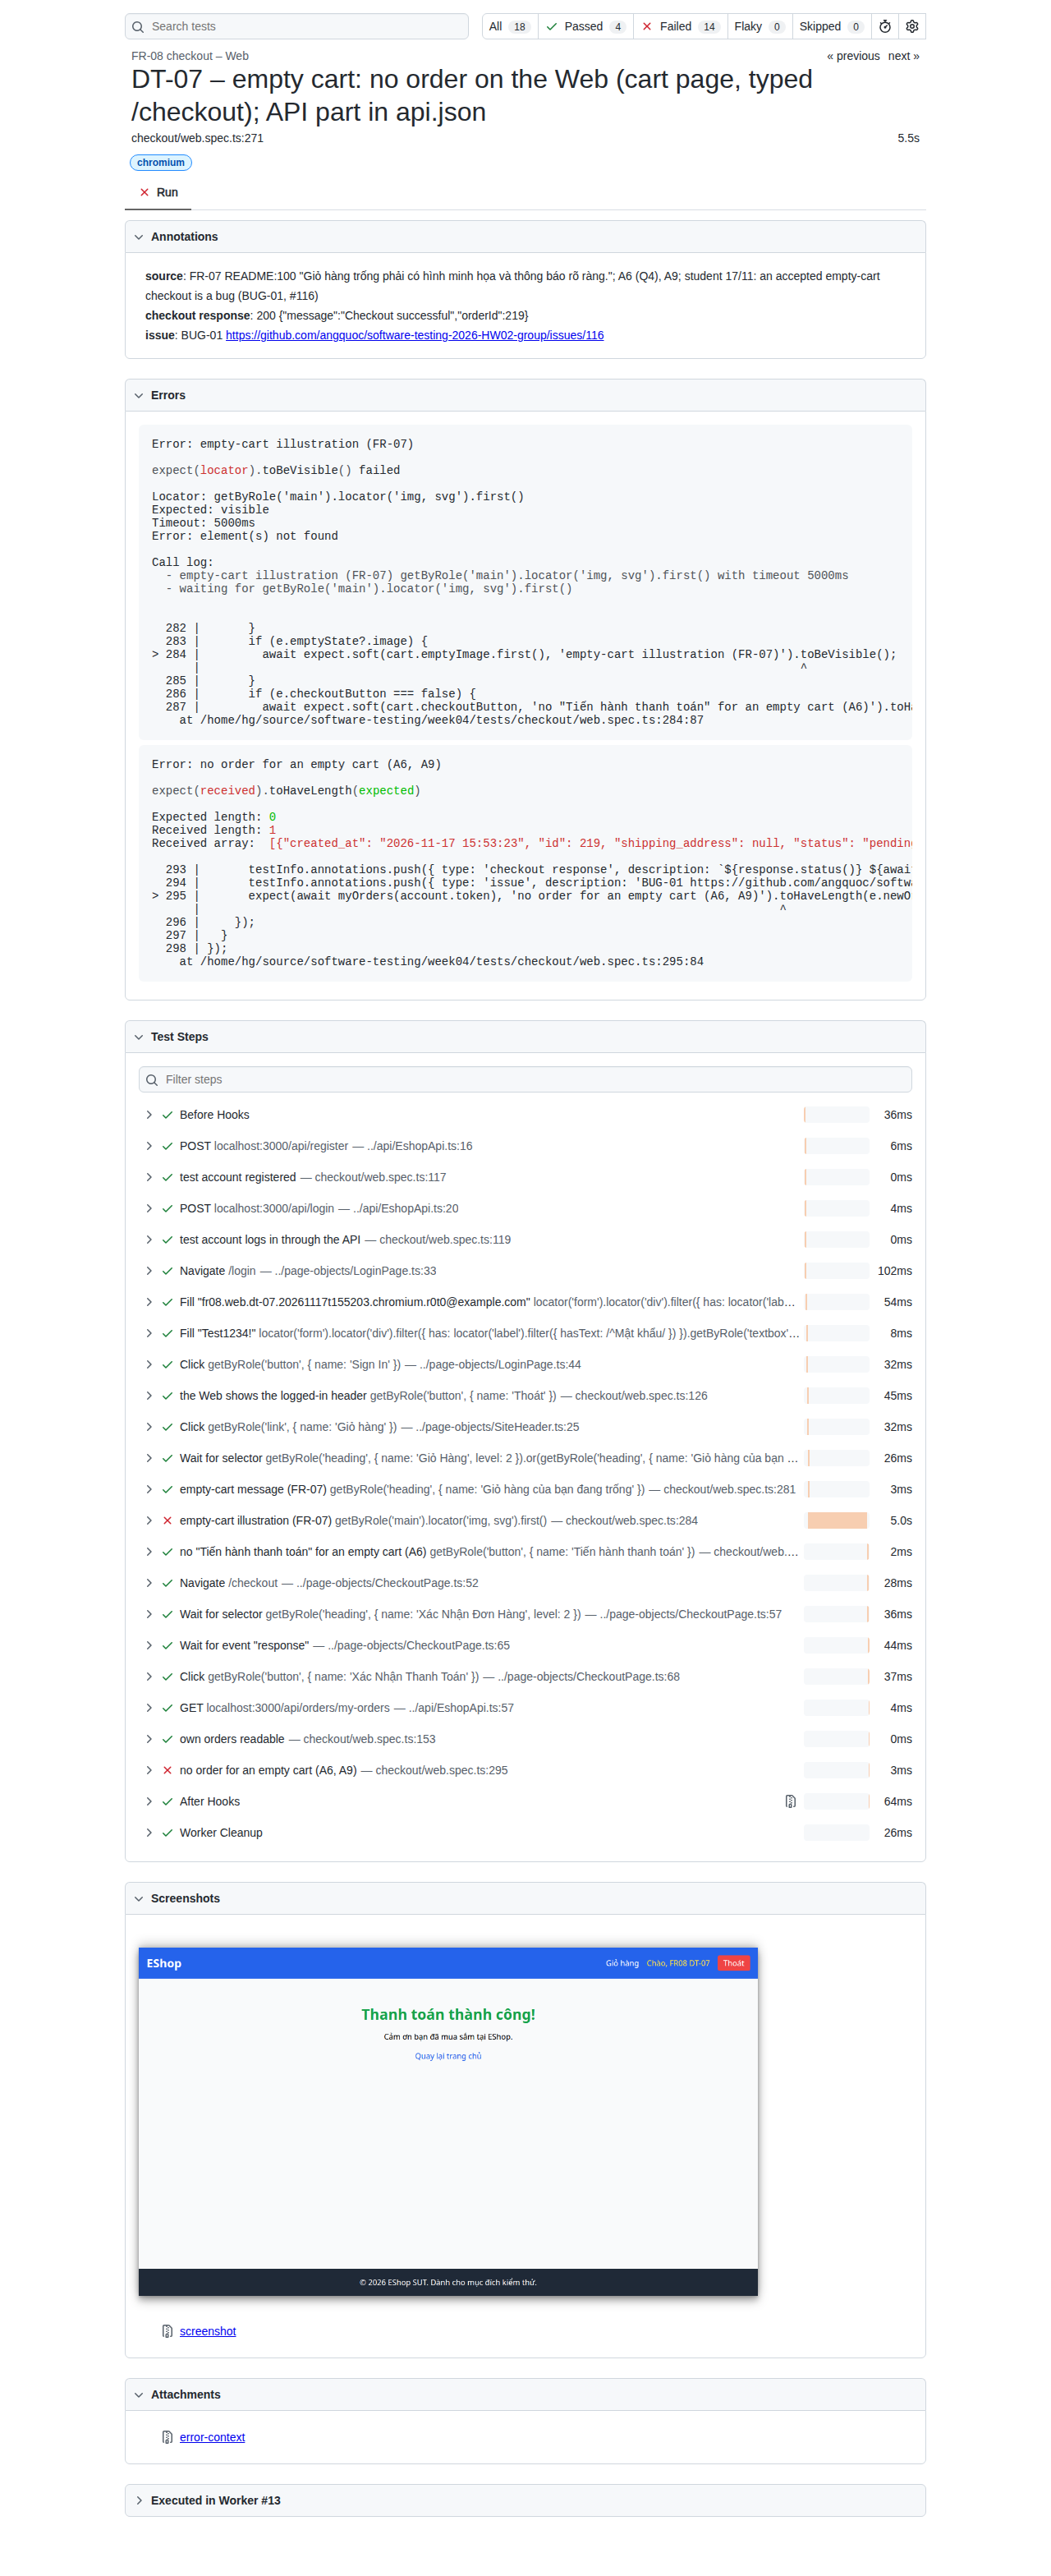 Search tests
All 18 Passed 4 Failed 14 Flaky 0 Skipped 0
FR-08 checkout – Web
« previous next »
DT-07 – empty cart: no order on the Web (cart page, typed
/checkout); API part in api.json
checkout/web.spec.ts:271
5.5s
chromium
Run
Annotations
source: FR-07 README:100 "Giỏ hàng trống phải có hình minh họa và thông báo rõ ràng."; A6 (Q4), A9; student 17/11: an accepted empty-cart
checkout is a bug (BUG-01, #116)
checkout response: 200 {"message":"Checkout successful","orderId":219}
issue: BUG-01 https://github.com/angquoc/software-testing-2026-HW02-group/issues/116
Errors
Error: empty-cart illustration (FR-07)
expect(locator).toBeVisible() failed
Locator: getByRole('main').locator('img, svg').first()
Expected: visible
Timeout: 5000ms
Error: element(s) not found
Call log:
- empty-cart illustration (FR-07) getByRole('main').locator('img, svg').first() with timeout 5000ms
- waiting for getByRole('main').locator('img, svg').first()
282 | }
283 | if (e.emptyState?.image) {
> 284 | await expect.soft(cart.emptyImage.first(), 'empty-cart illustration (FR-07)').toBeVisible();
| ^
285 | }
286 | if (e.checkoutButton === false) {
287 | await expect.soft(cart.checkoutButton, 'no "Tiến hành thanh toán" for an empty cart (A6)').toHa
at /home/hg/source/software-testing/week04/tests/checkout/web.spec.ts:284:87
Error: no order for an empty cart (A6, A9)
expect(received).toHaveLength(expected)
Expected length: 0
Received length: 1
Received array: [{"created_at": "2026-11-17 15:53:23", "id": 219, "shipping_address": null, "status": "pending
293 | testInfo.annotations.push({ type: 'checkout response', description: `${response.status()} ${awai
294 | testInfo.annotations.push({ type: 'issue', description: 'BUG-01 https://github.com/angquoc/softwa
> 295 | expect(await myOrders(account.token), 'no order for an empty cart (A6, A9)').toHaveLength(e.newO
| ^
296 | });
297 | }
298 | });
at /home/hg/source/software-testing/week04/tests/checkout/web.spec.ts:295:84
Test Steps
Filter steps
Before Hooks 36ms
POST localhost:3000/api/register — ../api/EshopApi.ts:16 6ms
test account registered — checkout/web.spec.ts:117 0ms
POST localhost:3000/api/login — ../api/EshopApi.ts:20 4ms
test account logs in through the API — checkout/web.spec.ts:119 0ms
Navigate /login — ../page-objects/LoginPage.ts:33 102ms
Fill "fr08.web.dt-07.20261117t155203.chromium.r0t0@example.com" locator('form').locator('div').filter({ has: locator('lab… 54ms
Fill "Test1234!" locator('form').locator('div').filter({ has: locator('label').filter({ hasText: /^Mật khẩu/ }) }).getByRole('textbox'… 8ms
Click getByRole('button', { name: 'Sign In' }) — ../page-objects/LoginPage.ts:44 32ms
the Web shows the logged-in header getByRole('button', { name: 'Thoát' }) — checkout/web.spec.ts:126 45ms
Click getByRole('link', { name: 'Giỏ hàng' }) — ../page-objects/SiteHeader.ts:25 32ms
Wait for selector getByRole('heading', { name: 'Giỏ Hàng', level: 2 }).or(getByRole('heading', { name: 'Giỏ hàng của bạn … 26ms
empty-cart message (FR-07) getByRole('heading', { name: 'Giỏ hàng của bạn đang trống' }) — checkout/web.spec.ts:281 3ms
empty-cart illustration (FR-07) getByRole('main').locator('img, svg').first() — checkout/web.spec.ts:284 5.0s
no "Tiến hành thanh toán" for an empty cart (A6) getByRole('button', { name: 'Tiến hành thanh toán' }) — checkout/web.… 2ms
Navigate /checkout — ../page-objects/CheckoutPage.ts:52 28ms
Wait for selector getByRole('heading', { name: 'Xác Nhận Đơn Hàng', level: 2 }) — ../page-objects/CheckoutPage.ts:57 36ms
Wait for event "response" — ../page-objects/CheckoutPage.ts:65 44ms
Click getByRole('button', { name: 'Xác Nhận Thanh Toán' }) — ../page-objects/CheckoutPage.ts:68 37ms
GET localhost:3000/api/orders/my-orders — ../api/EshopApi.ts:57 4ms
own orders readable — checkout/web.spec.ts:153 0ms
no order for an empty cart (A6, A9) — checkout/web.spec.ts:295 3ms
After Hooks 64ms
Worker Cleanup 26ms
Screenshots
EShop Giỏ hàng Chào, FR08 DT-07 Thoát
Thanh toán thành công!
Cảm ơn bạn đã mua sắm tại EShop.
Quay lại trang chủ
© 2026 EShop SUT. Dành cho mục đích kiểm thử.
screenshot
Attachments
error-context
Executed in Worker #13